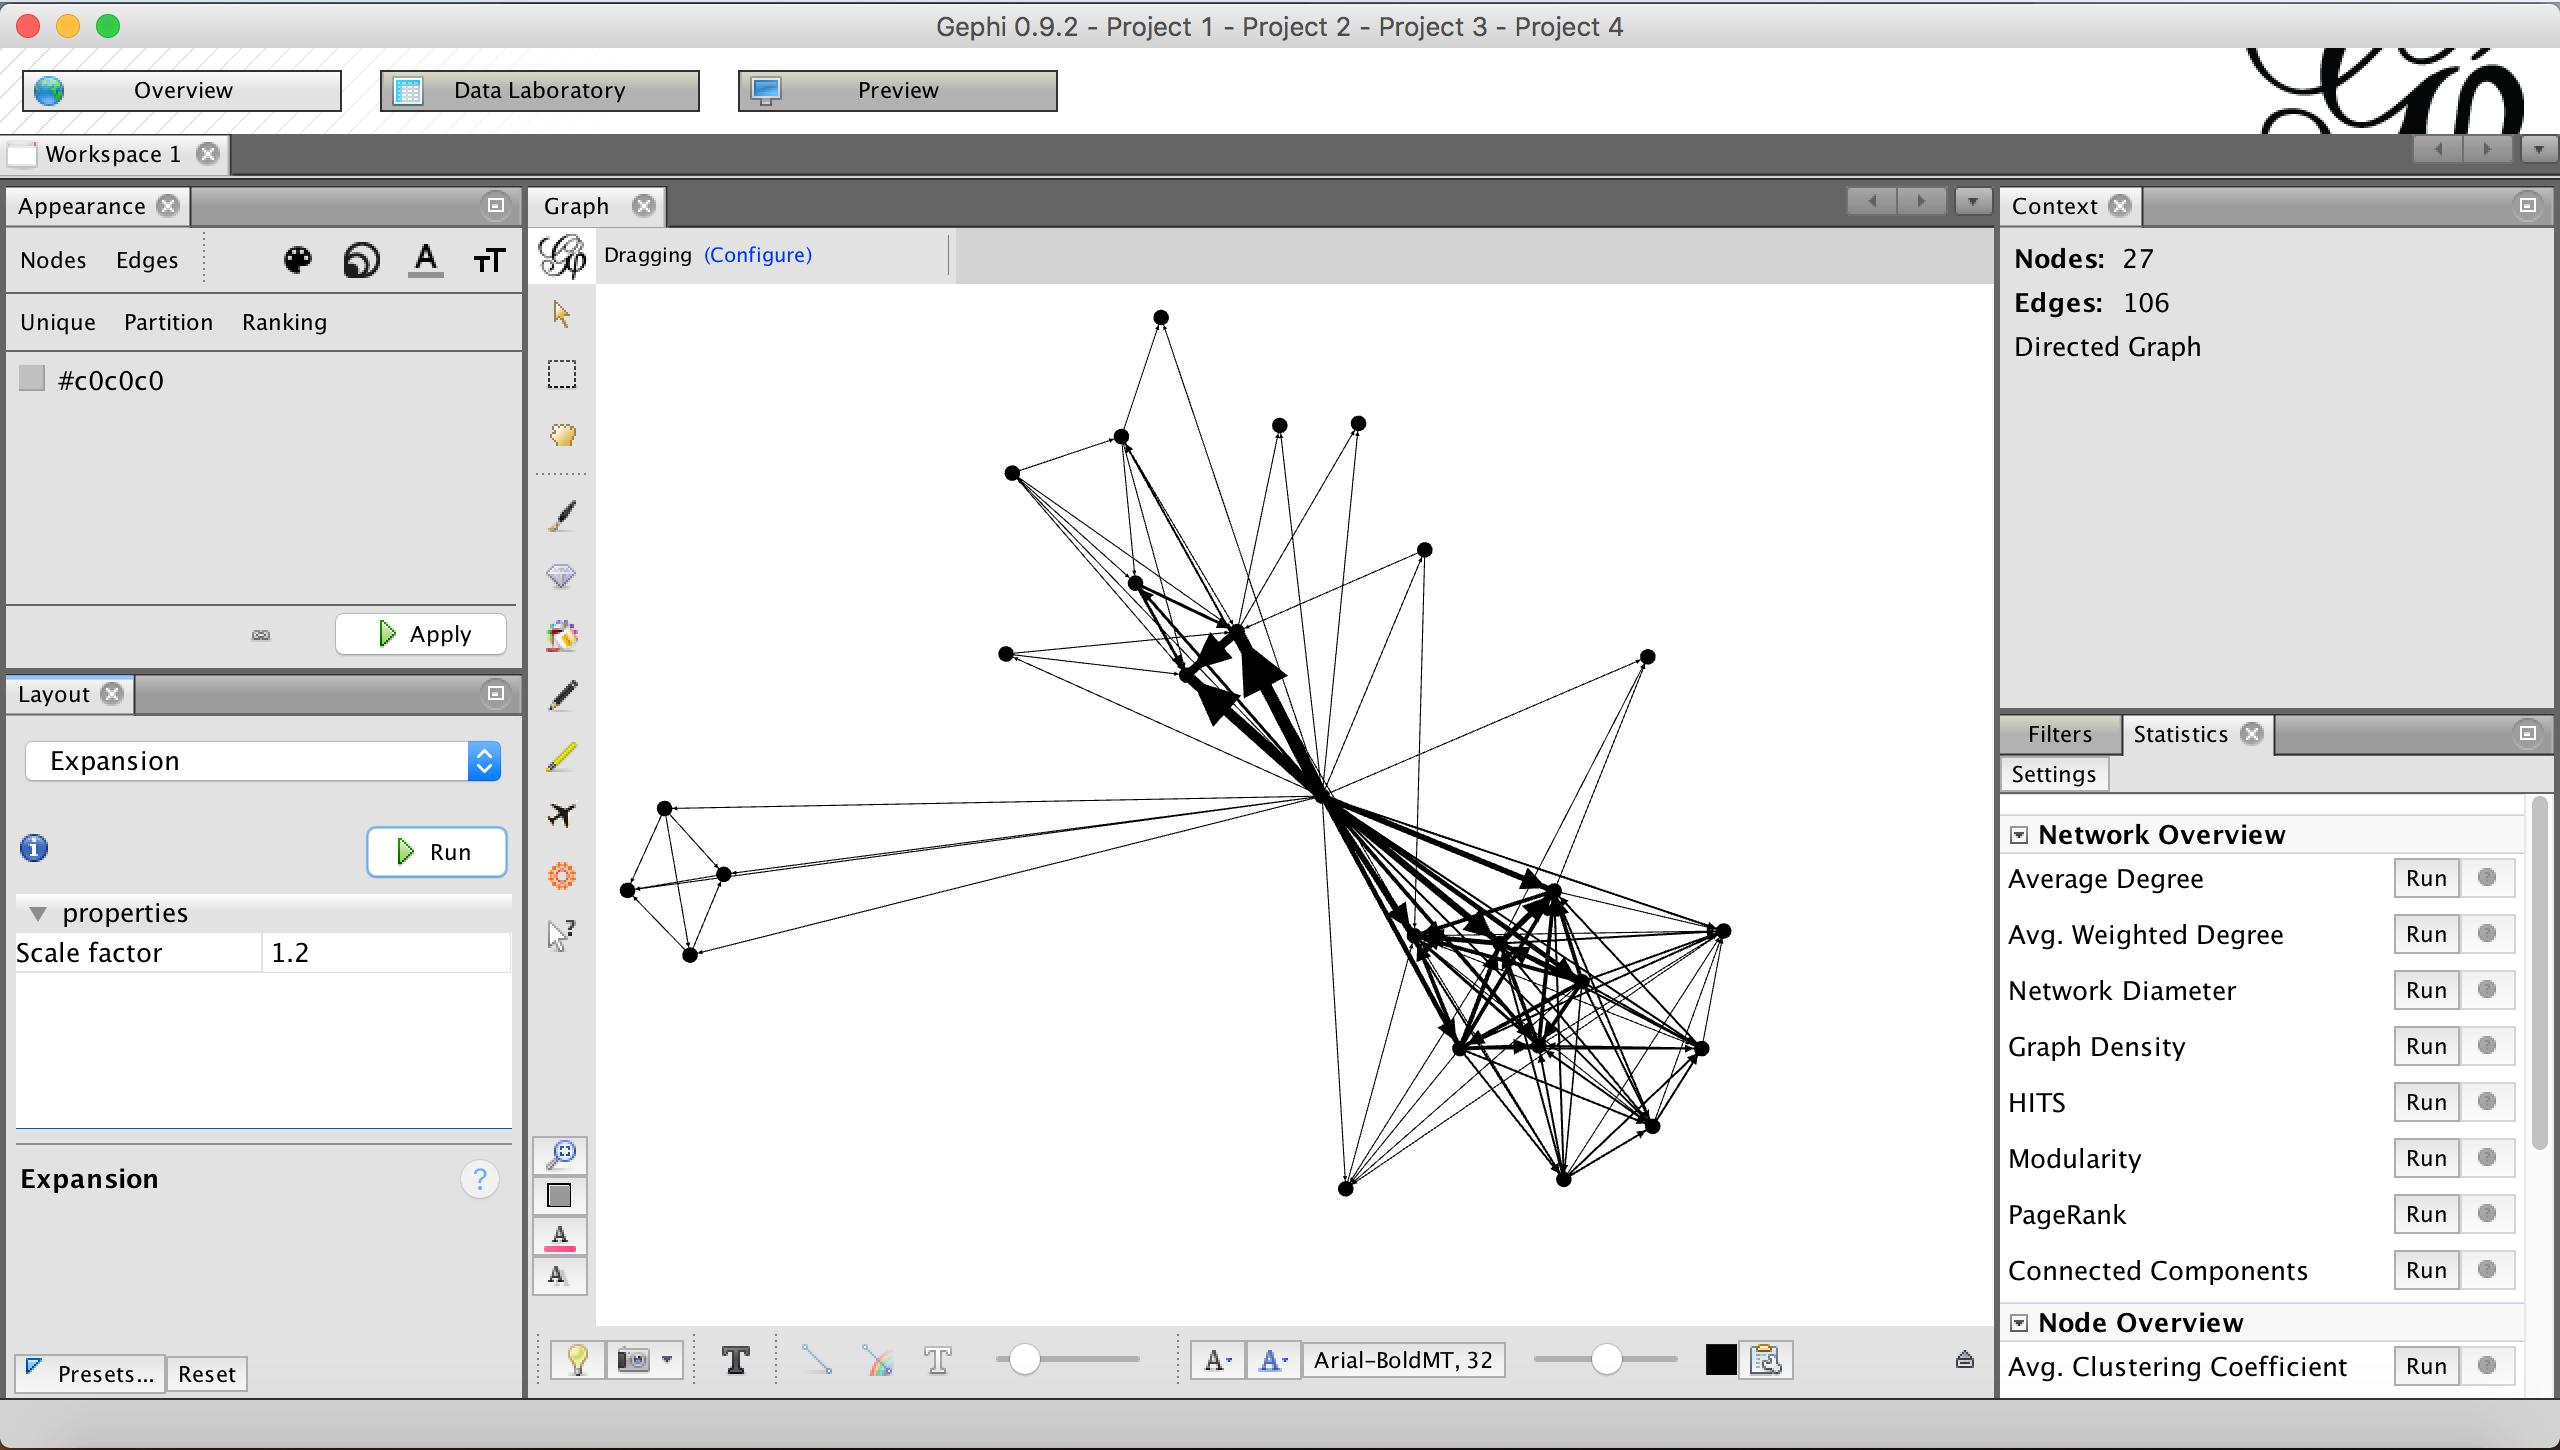 Gephi 0.9.2 - Project 1 - Project 2 - Project 3 - Project 4
Overview
Data Laboratory
Preview
Workspace 1
Appearance
Nodes Edges
Unique Partition Ranking
#c0c0c0
Apply
Layout
Expansion
Run
properties
Scale factor 1.2
Expansion
?
Presets...
Reset
Graph
Dragging (Configure)
Arial-BoldMT, 32
Context
Nodes: 27
Edges: 106
Directed Graph
Filters
Statistics
Settings
Network Overview
Average Degree Run
Avg. Weighted Degree Run
Network Diameter Run
Graph Density Run
HITS Run
Modularity Run
PageRank Run
Connected Components Run
Node Overview
Avg. Clustering Coefficient Run